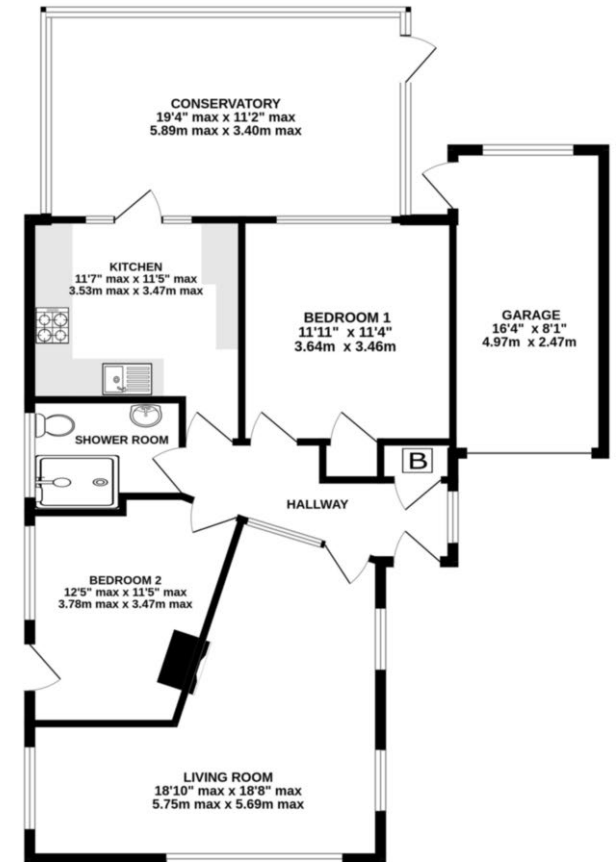 CONSERVATORY
19'4" max x 11'2" max
5.89m max x 3.40m max
KITCHEN
11'7" max x 11'5" max
3.53m max x 3.47m max
BEDROOM 1
11'11" x 11'4"
3.64m x 3.46m
GARAGE
16'4" x 8'1"
4.97m x 2.47m
SHOWER ROOM
B
HALLWAY
BEDROOM 2
12'5" max x 11'5" max
3.78m max x 3.47m max
LIVING ROOM
18'10" max x 18'8" max
5.75m max x 5.69m max